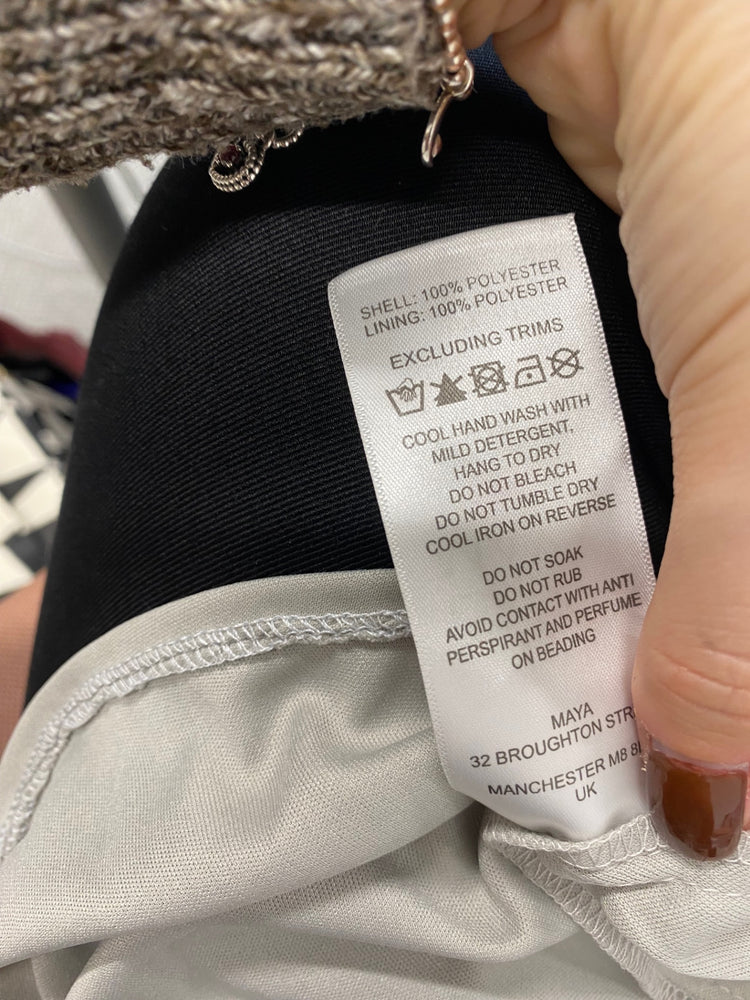 SHELL: 100% POLYESTER
LINING: 100% POLYESTER
EXCLUDING TRIMS
COOL HAND WASH WITH
MILD DETERGENT,
HANG TO DRY
DO NOT BLEACH
DO NOT TUMBLE DRY
COOL IRON ON REVERSE
DO NOT SOAK
DO NOT RUB
AVOID CONTACT WITH ANTI
PERSPIRANT AND PERFUME
ON BEADING
MAYA
32 BROUGHTON
MANCHESTER M8
UK